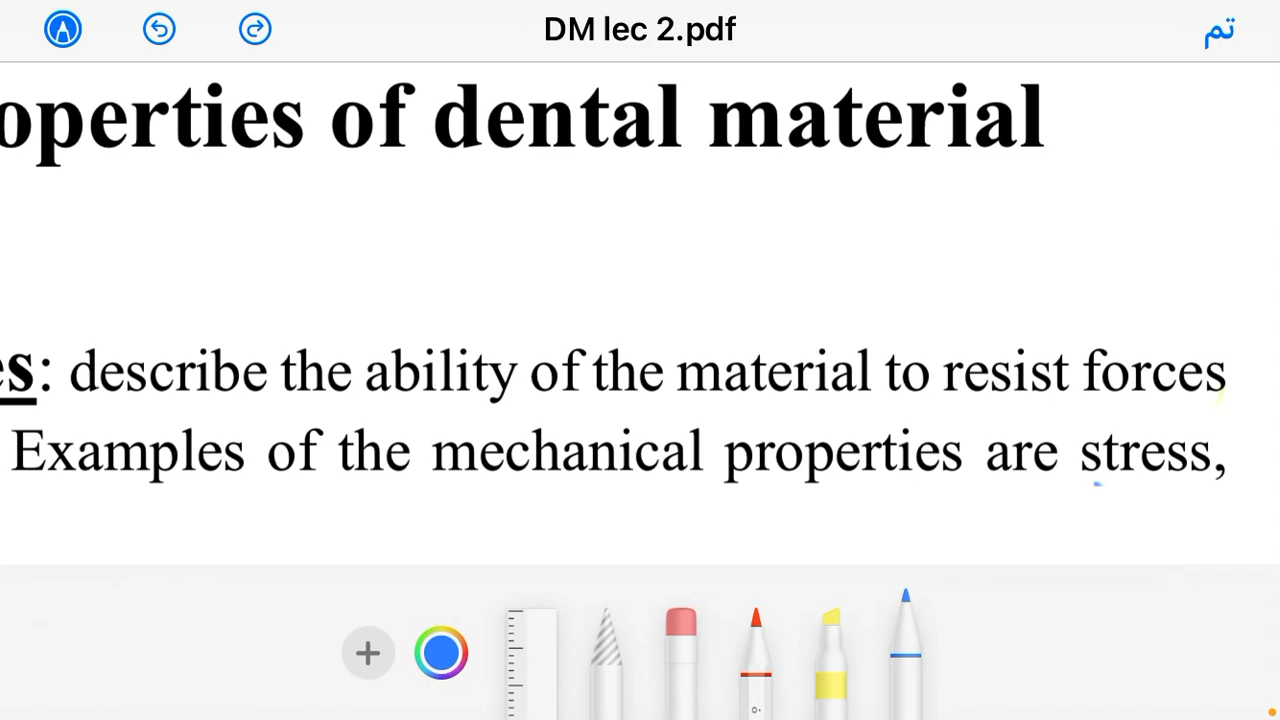 DM lec 2.pdf
تم
operties of dental material
es: describe the ability of the material to resist forces
Examples of the mechanical properties are stress,